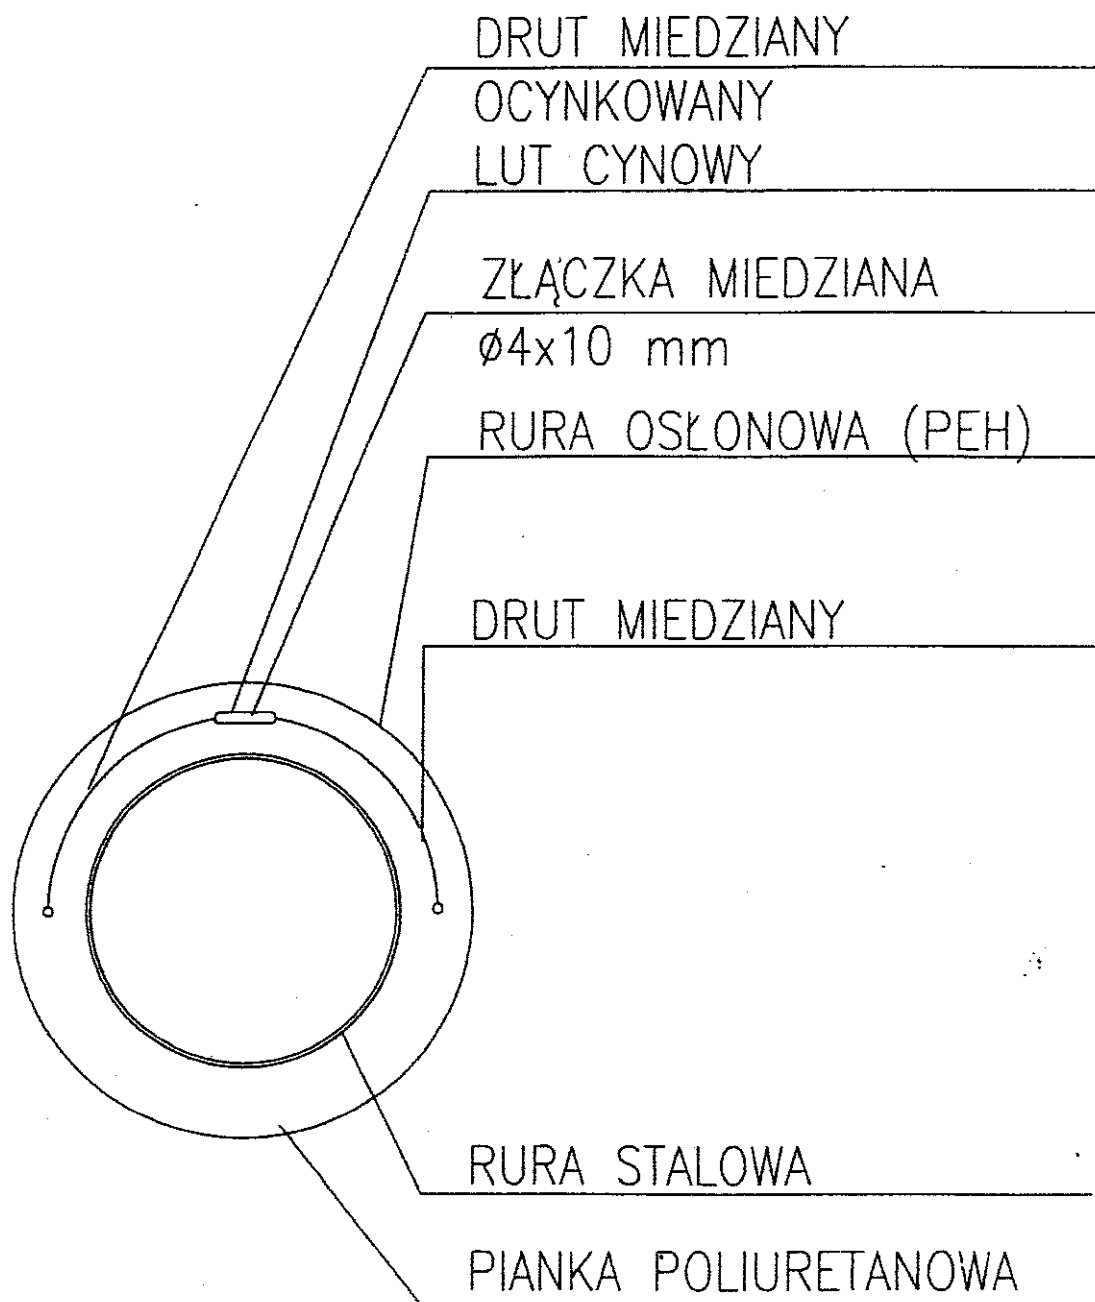 DRUT MIEDZIANY
OCYNKOWANY
LUT CYNOWY
ZŁĄCZKA MIEDZIANA
Ø4x10 mm
RURA OSŁONOWA (PEH)
DRUT MIEDZIANY
RURA STALOWA
PIANKA POLIURETANOWA